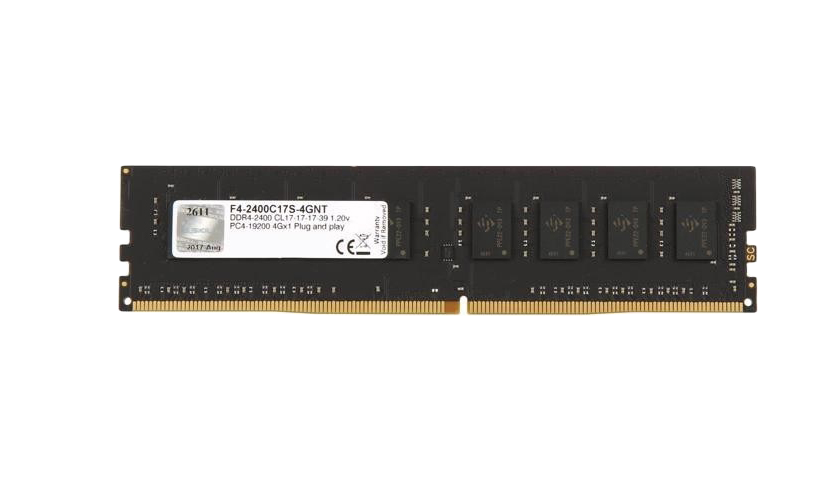 2611
2017 Aug
F4-2400C17S-4GNT
DDR4-2400 CL17-17-17-39 1.20v
PC4-19200 4Gx1 Plug and play
CE
Warranty
Void if Removed
SC